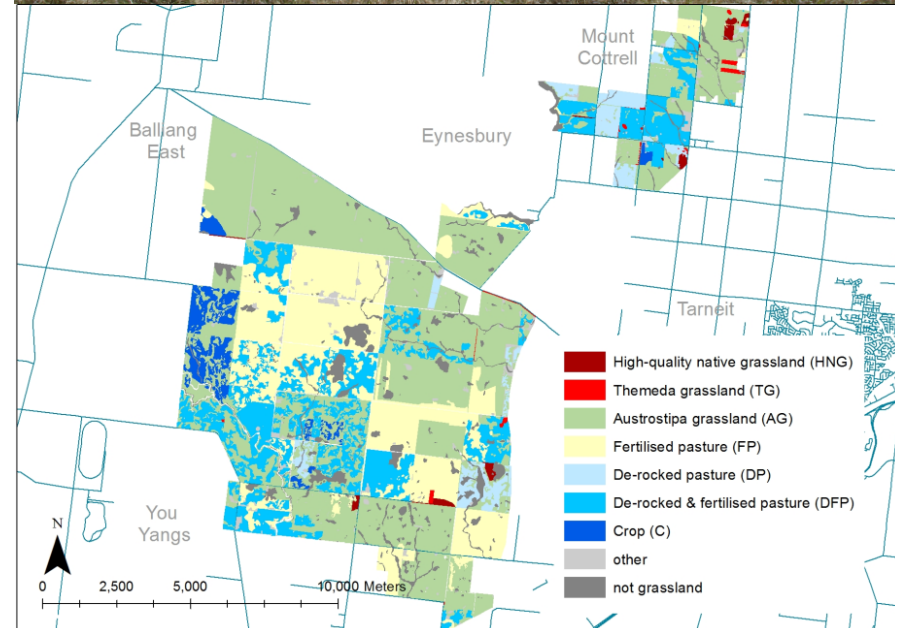 Mount
Cottrell
Balliang
East
Eynesbury
Tarneit
High-quality native grassland (HNG)
Themeda grassland (TG)
Austrostipa grassland (AG)
Fertilised pasture (FP)
De-rocked pasture (DP)
De-rocked & fertilised pasture (DFP)
Crop (C)
other
not grassland
You
Yangs
N
0 2,500 5,000 10,000 Meters